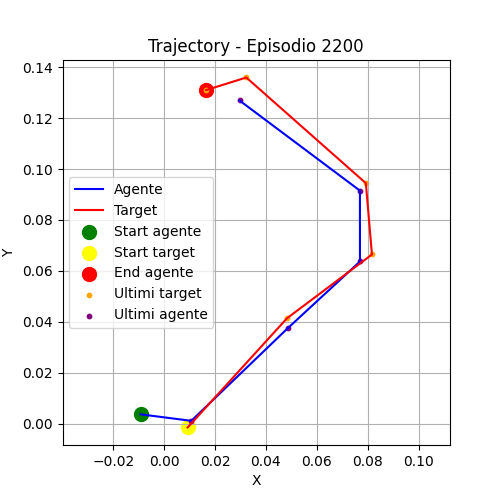 Trajectory - Episodio 2200
0.14
0.12
0.10
0.08
0.06
0.04
0.02
0.00
Y
Agente
Target
Start agente
Start target
End agente
Ultimi target
Ultimi agente
−0.02 0.00 0.02 0.04 0.06 0.08 0.10
X